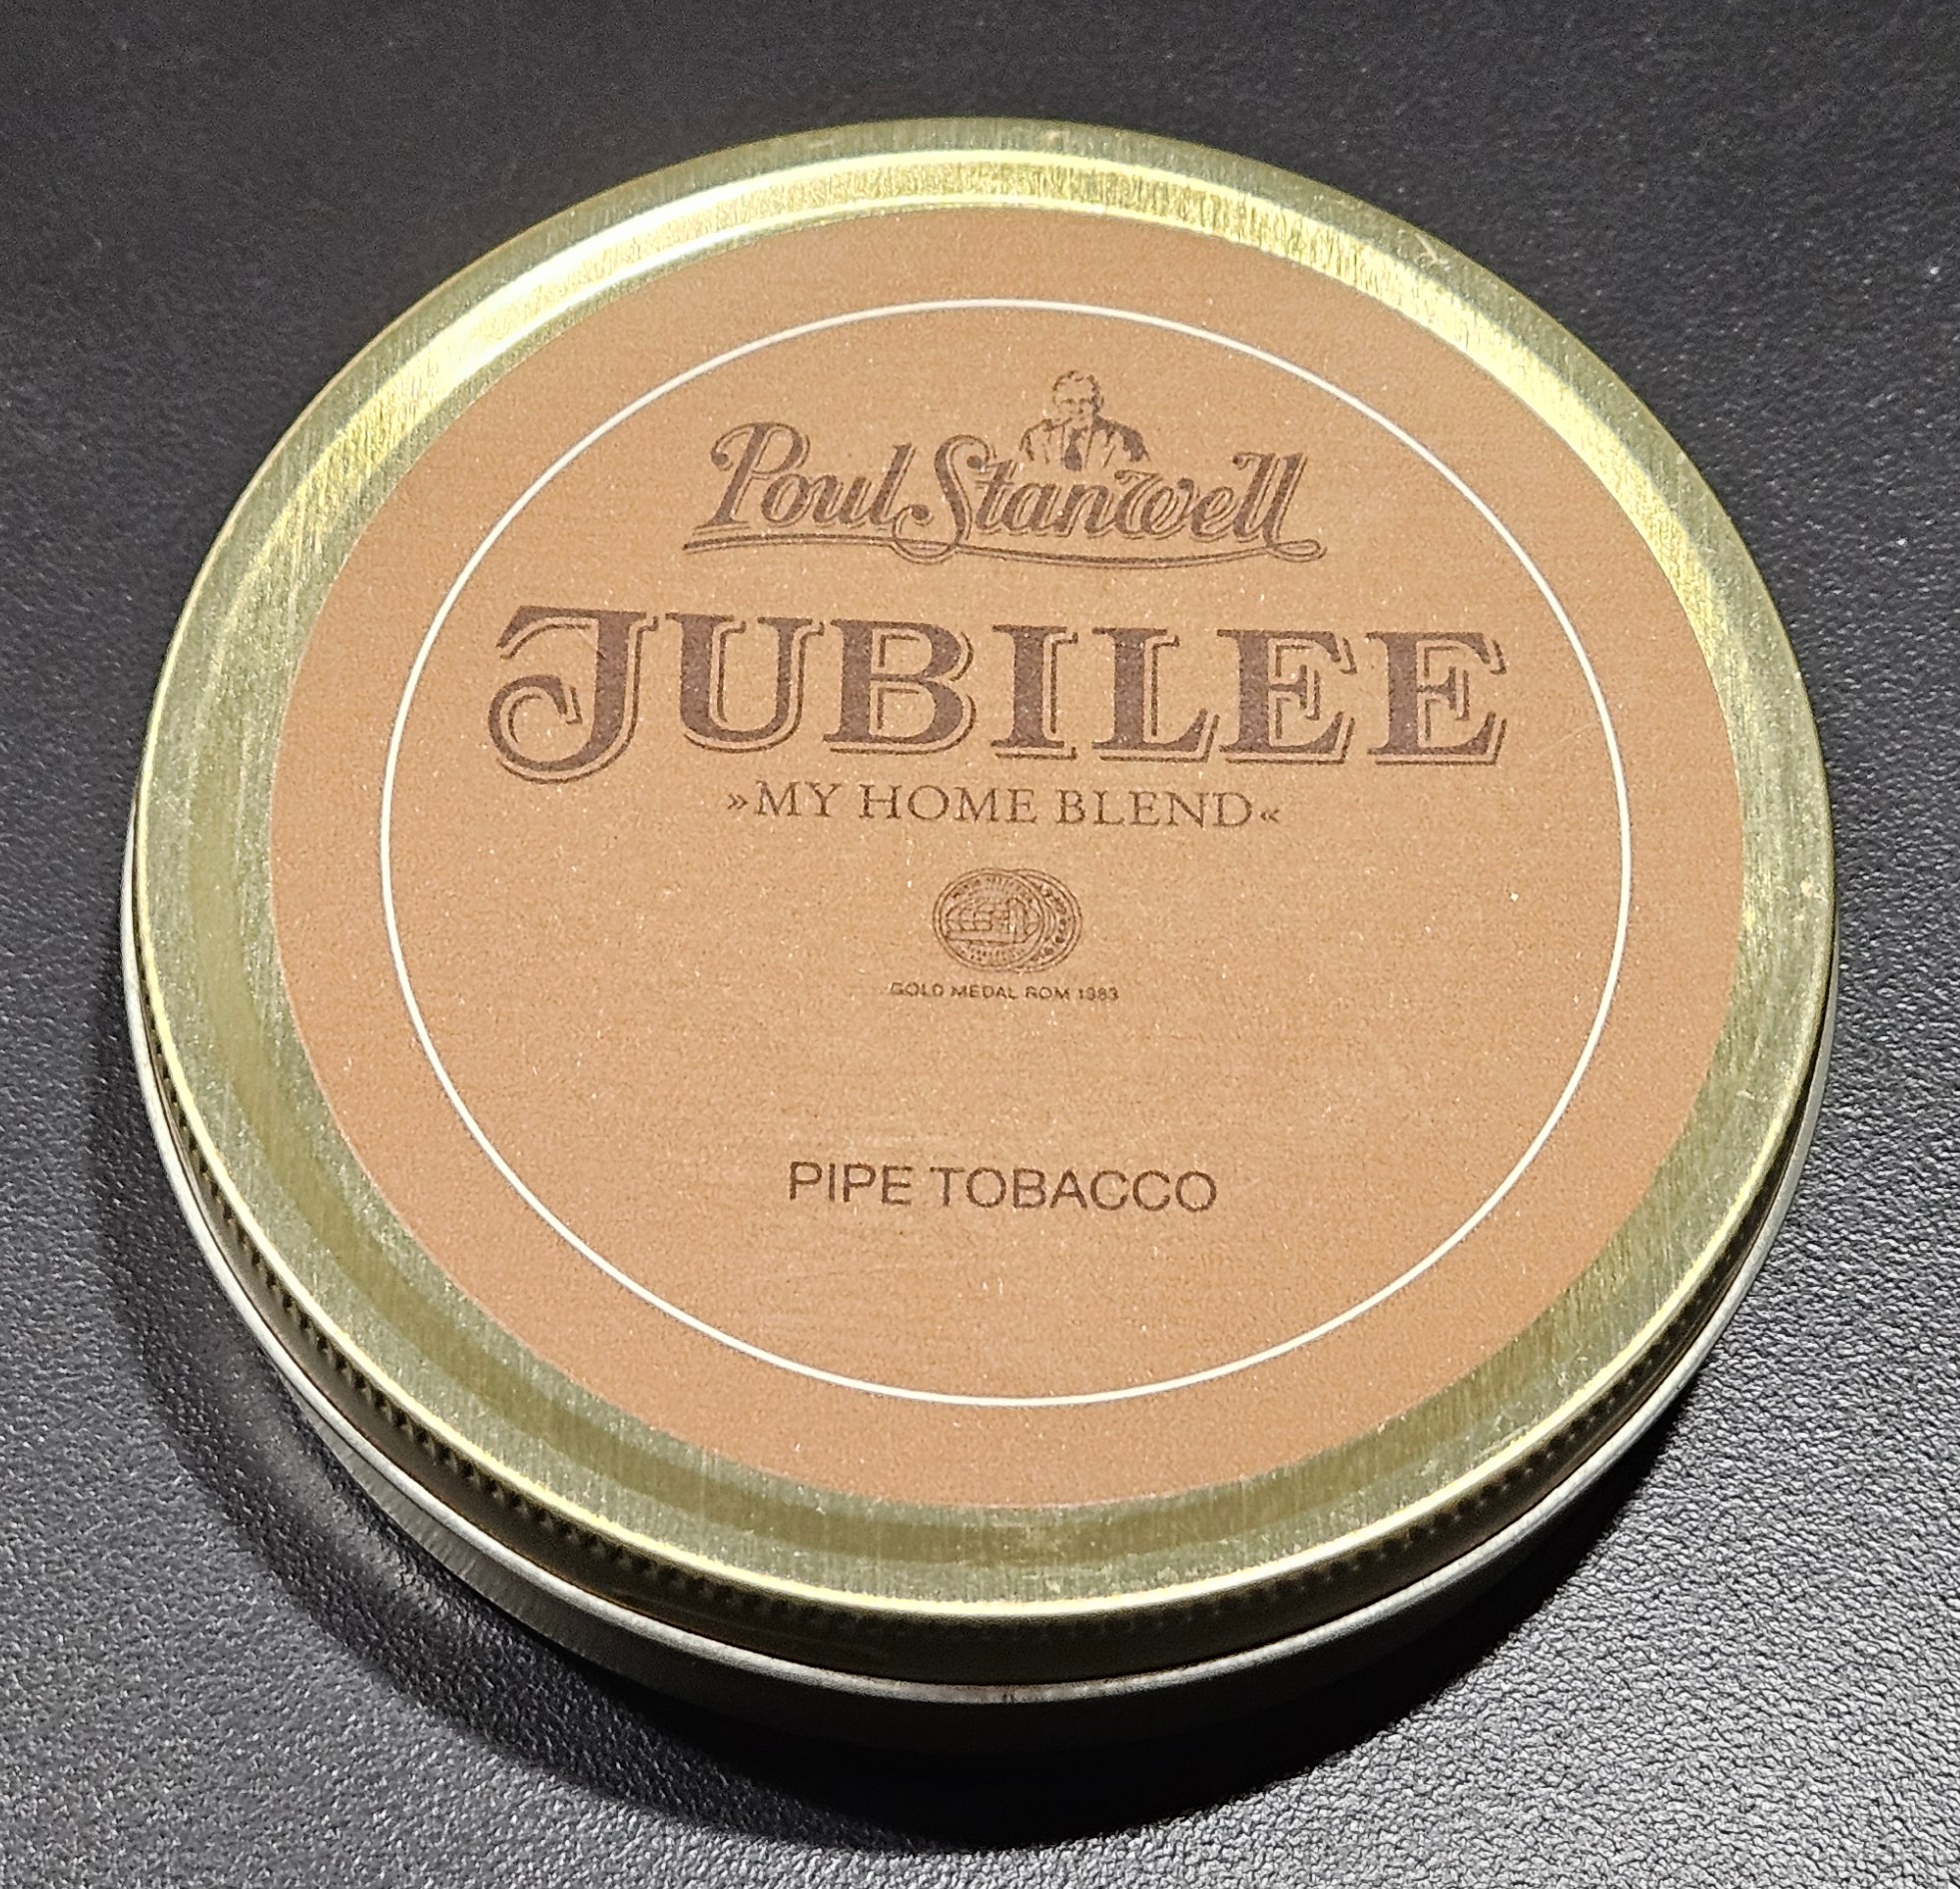 Poul Stanwell
JUBILEE
»MY HOME BLEND«
GOLD MEDAL ROM 1983
PIPE TOBACCO